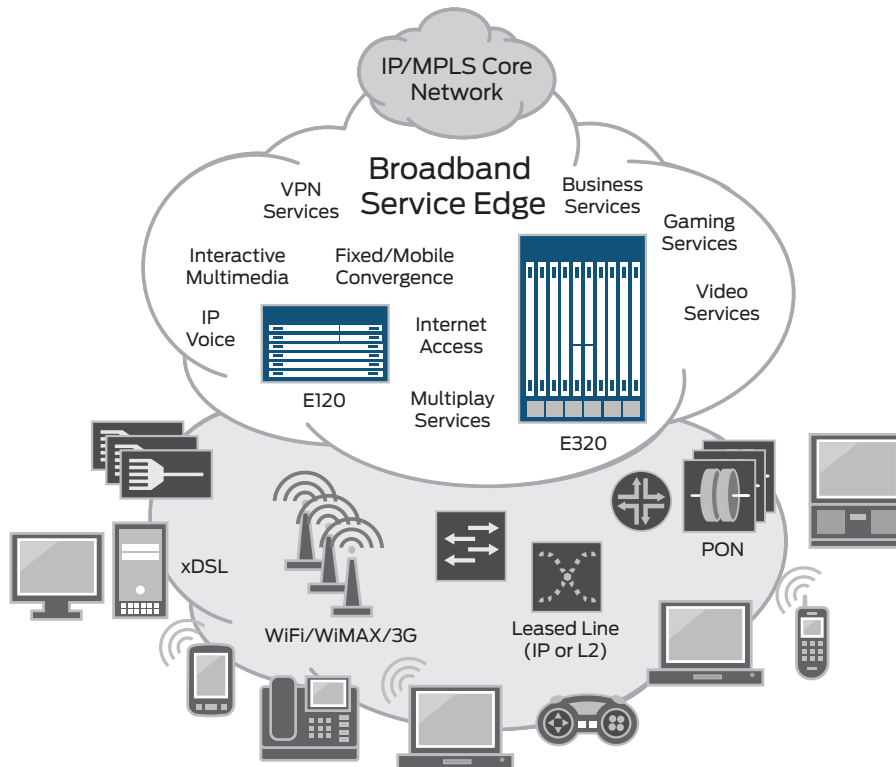 IP/MPLS Core
Network
Broadband
Service Edge
VPN
Services
Business
Services
Gaming
Services
Interactive
Multimedia
Fixed/Mobile
Convergence
Video
Services
IP
Voice
Internet
Access
E120
Multiplay
Services
E320
xDSL
PON
WiFi/WiMAX/3G
Leased Line
(IP or L2)